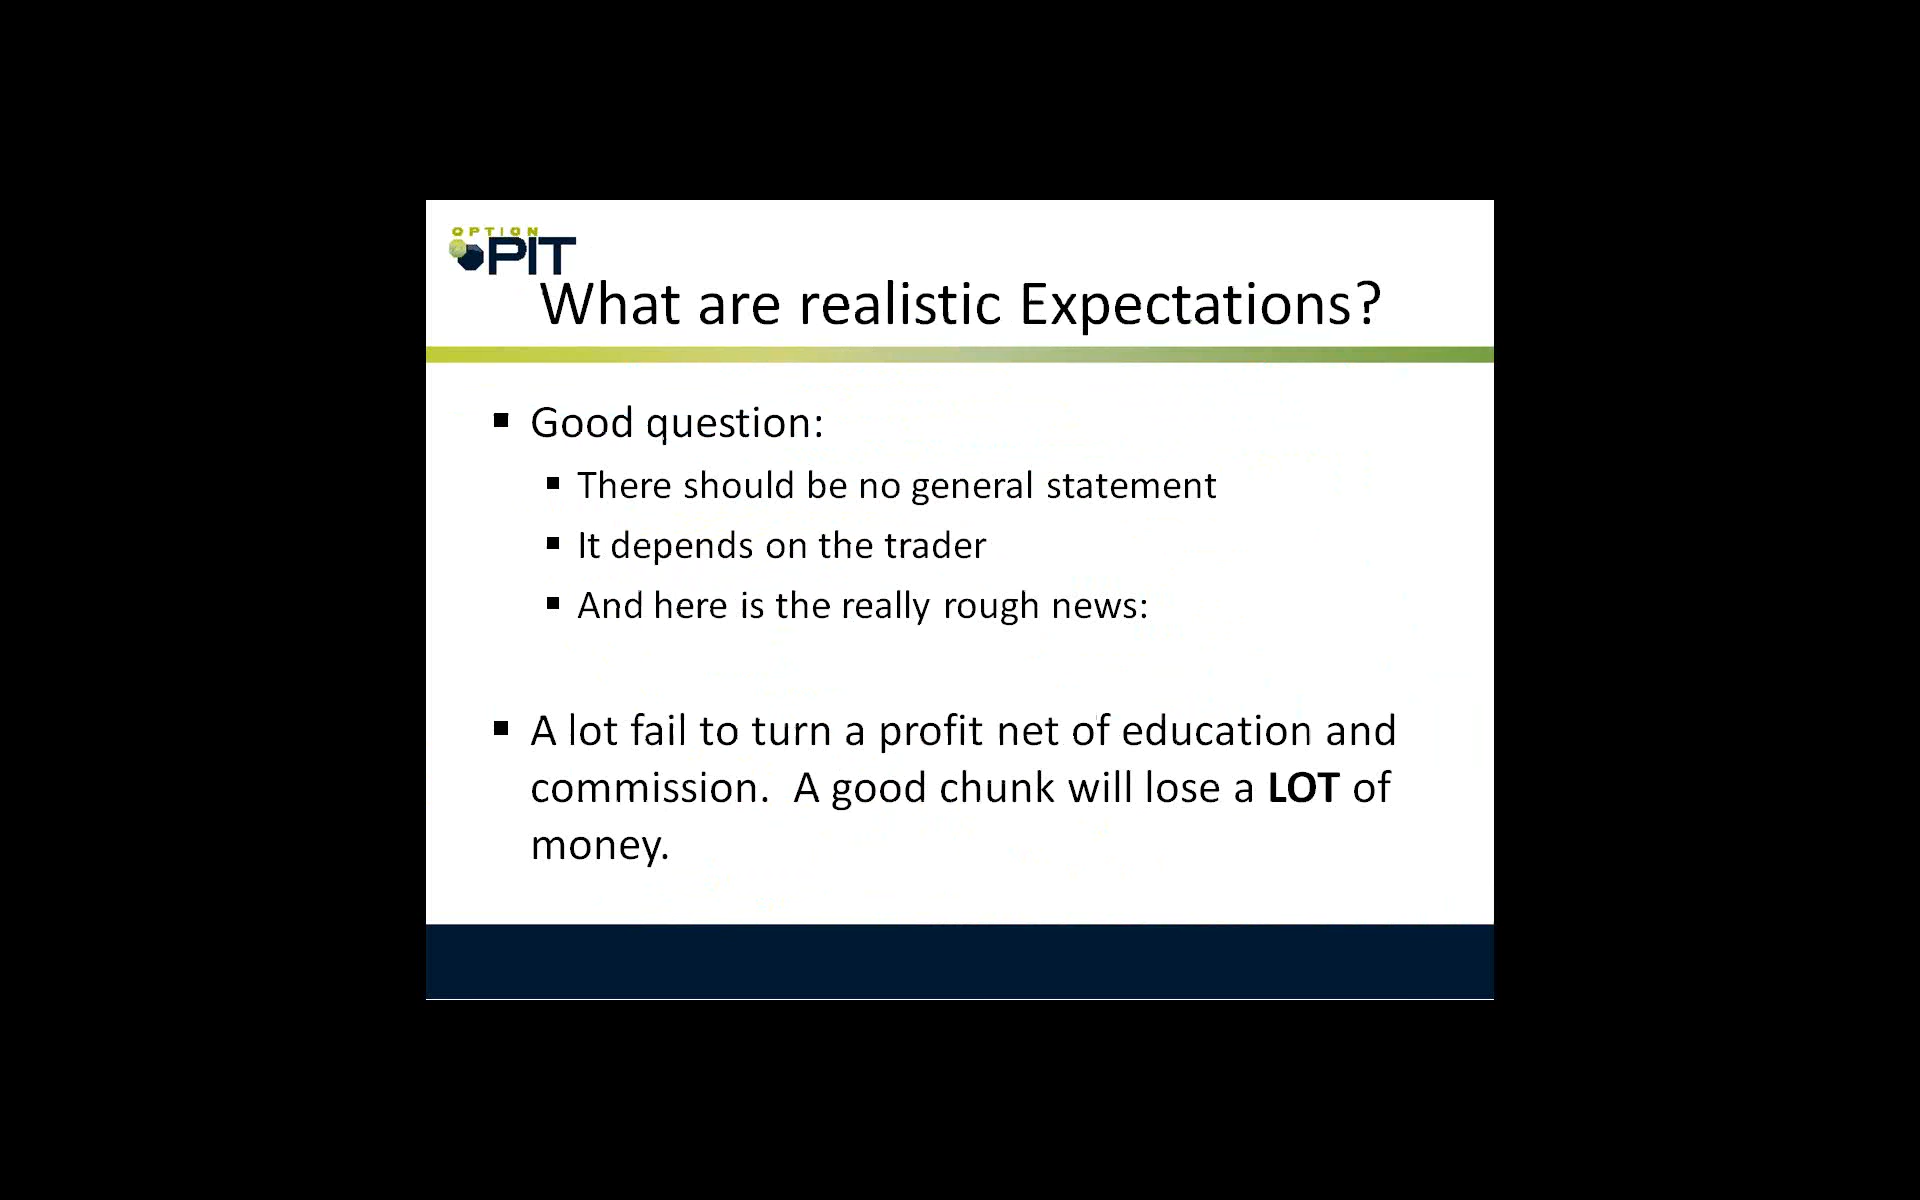 OPTION
PIT
What are realistic Expectations?
Good question:
There should be no general statement
It depends on the trader
And here is the really rough news:
A lot fail to turn a profit net of education and
commission. A good chunk will lose a LOT of
money.